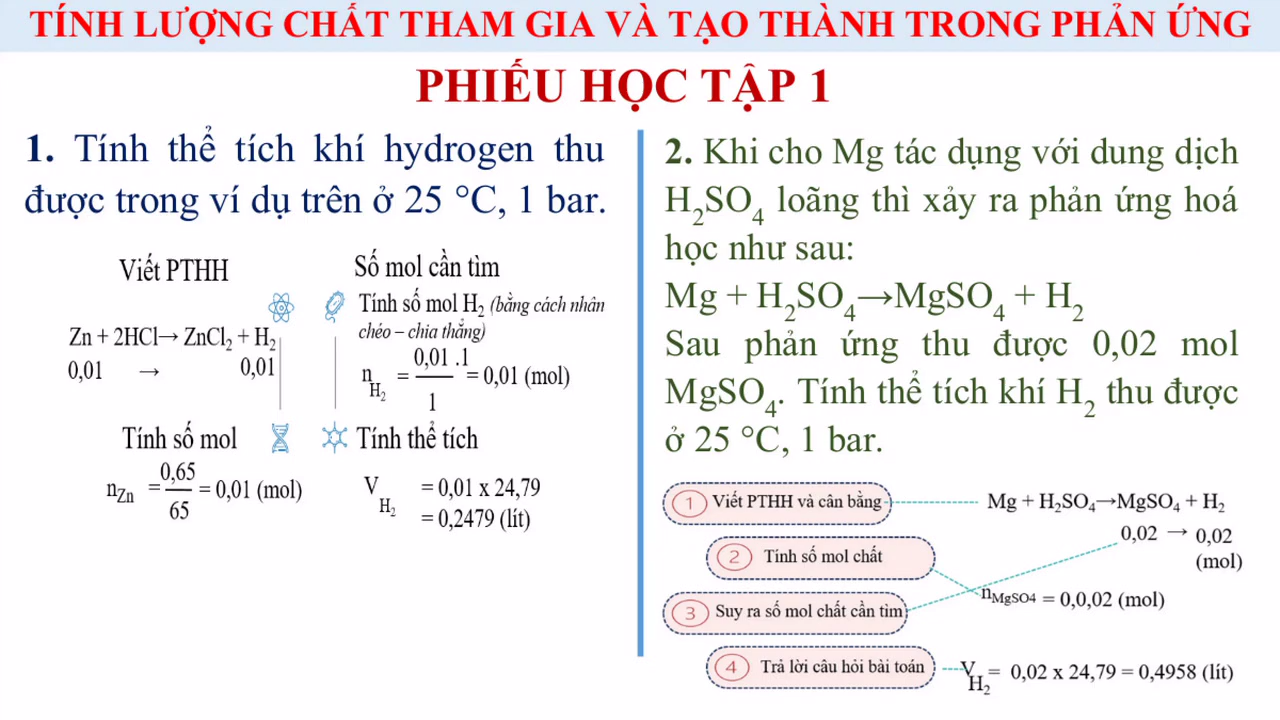 TÍNH LƯỢNG CHẤT THAM GIA VÀ TẠO THÀNH TRONG PHẢN ỨNG
PHIẾU HỌC TẬP 1
1. Tính thể tích khí hydrogen thu
được trong ví dụ trên ở 25 °C, 1 bar.
Viết PTHH
Zn + 2HCl→ ZnCl₂ + H₂
0,01 → 0,01
Số mol cần tìm
Tính số mol H₂ (bằng cách nhân
chéo – chia thẳng)
0,01 .1
n H₂ = = 0,01 (mol)
1
Tính số mol
0,65
nZn = = 0,01 (mol)
65
Tính thể tích
V H₂ = 0,01 x 24,79
= 0,2479 (lít)
2. Khi cho Mg tác dụng với dung dịch
H₂SO₄ loãng thì xảy ra phản ứng hoá
học như sau:
Mg + H₂SO₄→MgSO₄ + H₂
Sau phản ứng thu được 0,02 mol
MgSO₄. Tính thể tích khí H₂ thu được
ở 25 °C, 1 bar.
1 Viết PTHH và cân bằng
Mg + H₂SO₄→MgSO₄ + H₂
0,02 → 0,02
(mol)
2 Tính số mol chất
nMgSO4 = 0,0,02 (mol)
3 Suy ra số mol chất cần tìm
4 Trả lời câu hỏi bài toán
V H₂ = 0,02 x 24,79 = 0,4958 (lít)